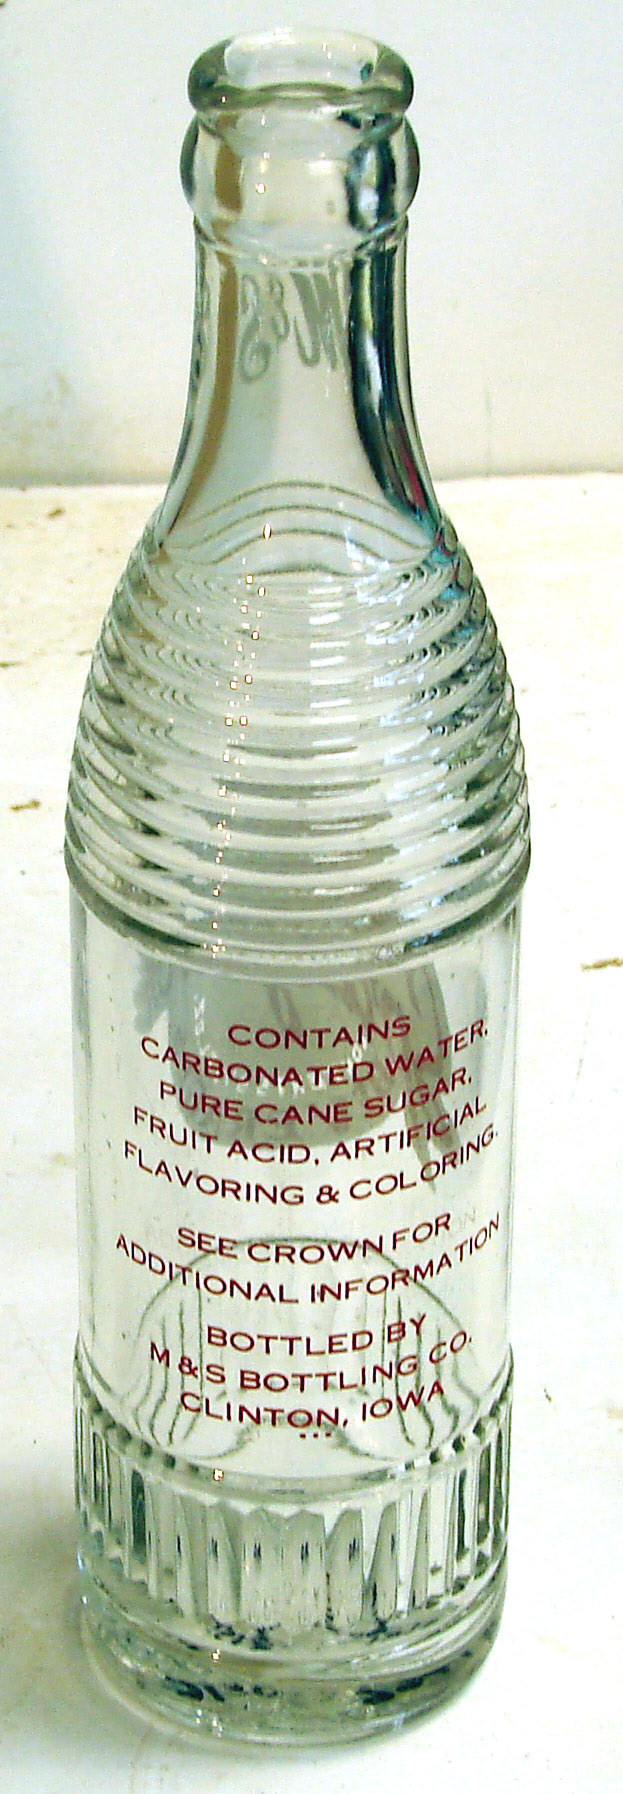 M&S
CONTAINS
CARBONATED WATER,
PURE CANE SUGAR,
FRUIT ACID, ARTIFICIAL
FLAVORING & COLORING.
SEE CROWN FOR
ADDITIONAL INFORMATION
BOTTLED BY
M & S BOTTLING CO.
CLINTON, IOWA